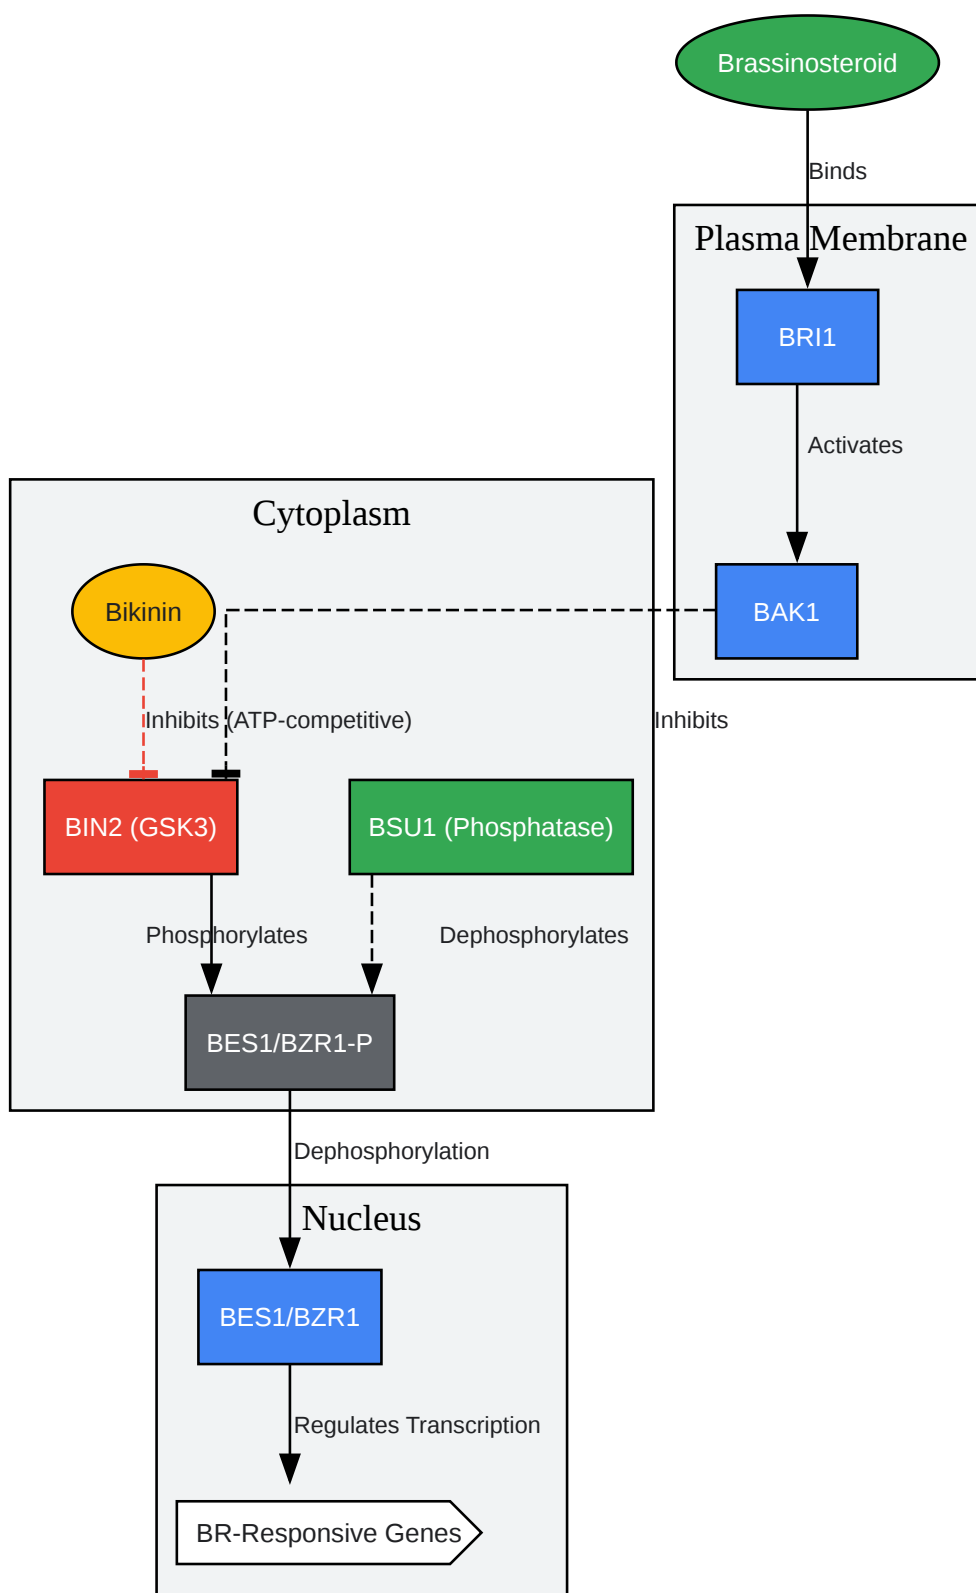 Brassinosteroid
Binds
Plasma Membrane
BRI1
Activates
Cytoplasm
Bikinin
BAK1
Inhibits (ATP-competitive)
Inhibits
BIN2 (GSK3)
BSU1 (Phosphatase)
Phosphorylates
Dephosphorylates
BES1/BZR1-P
Dephosphorylation
Nucleus
BES1/BZR1
Regulates Transcription
BR-Responsive Genes